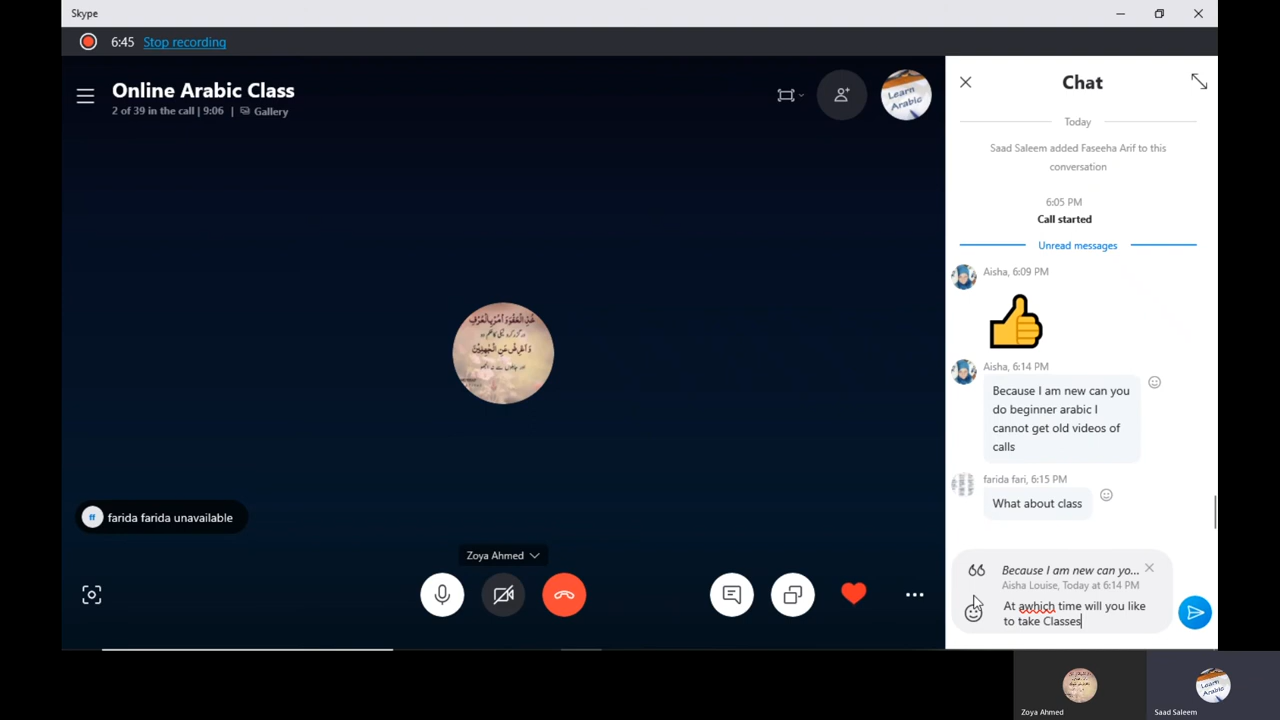 Skype
6:45 Stop recording
Online Arabic Class
2 of 39 in the call | 9:06 | Gallery
Learn
Arabic
Chat
Today
Saad Saleem added Faseeha Arif to this
conversation
6:05 PM
Call started
Unread messages
Aisha, 6:09 PM
Aisha, 6:14 PM
Because I am new can you
do beginner arabic I
cannot get old videos of
calls
farida fari, 6:15 PM
What about class
ff farida farida unavailable
Zoya Ahmed
Because I am new can yo...
Aisha Louise, Today at 6:14 PM
At awhich time will you like
to take Classes
Zoya Ahmed
Learn
Arabic
Saad Saleem